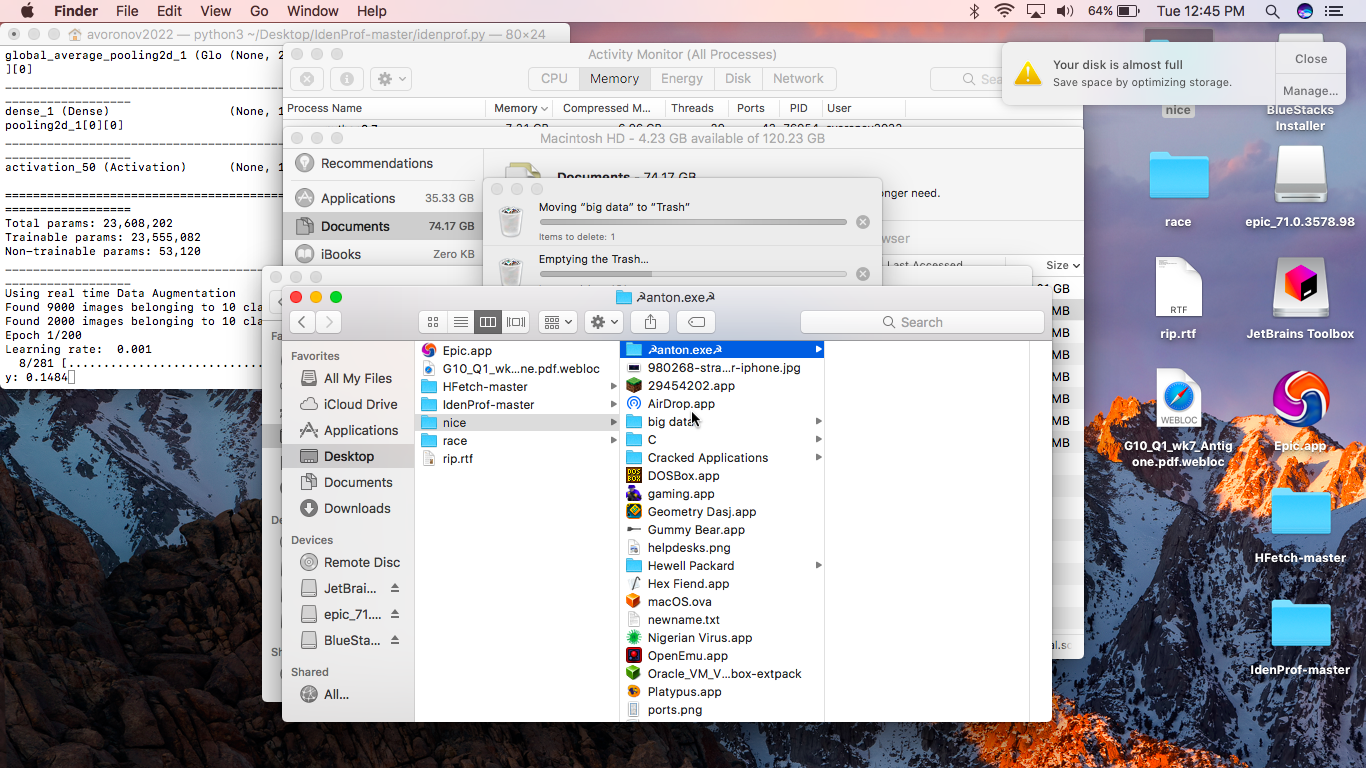 Finder File Edit View Go Window Help 64% Tue 12:45 PM
avoronov2022 — python3 ~/Desktop/IdenProf-master/idenprof.py — 80×24
global_average_pooling2d_1 (Glo (None, 2
][0]
dense_1 (Dense) (None, 1
pooling2d_1[0][0]
activation_50 (Activation) (None, 1
Total params: 23,608,202
Trainable params: 23,555,082
Non-trainable params: 53,120
Using real time Data Augmentation
Found 9000 images belonging to 10 cla
Found 2000 images belonging to 10 cla
Epoch 1/200
Learning rate: 0.001
8/281 [............................
y: 0.1484
Activity Monitor (All Processes)
CPU Memory Energy Disk Network
Process Name Memory Compressed M... Threads Ports PID User
Macintosh HD - 4.23 GB available of 120.23 GB
Recommendations
Applications 35.33 GB
Documents 74.17 GB
iBooks Zero KB
Documents - 74.17 GB
onger need.
wser
Last Accessed Size
GB
MB
MB
MB
MB
MB
MB
Moving “big data” to “Trash”
Items to delete: 1
Emptying the Trash...
☭anton.exe☭
Search
Favorites
All My Files
iCloud Drive
Applications
Desktop
Documents
Downloads
Devices
Remote Disc
JetBrai...
epic_71....
BlueSta...
Shared
All...
Epic.app
G10_Q1_wk...ne.pdf.webloc
HFetch-master
IdenProf-master
nice
race
rip.rtf
☭anton.exe☭
980268-stra...r-iphone.jpg
29454202.app
AirDrop.app
big data
C
Cracked Applications
DOSBox.app
gaming.app
Geometry Dasj.app
Gummy Bear.app
helpdesks.png
Hewell Packard
Hex Fiend.app
macOS.ova
newname.txt
Nigerian Virus.app
OpenEmu.app
Oracle_VM_V...box-extpack
Platypus.app
ports.png
Your disk is almost full
Save space by optimizing storage.
Close
Manage...
nice
BlueStacks
Installer
race
epic_71.0.3578.98
RTF
rip.rtf
JetBrains Toolbox
WEBLOC
G10_Q1_wk7_Antig
one.pdf.webloc
Epic.app
HFetch-master
IdenProf-master